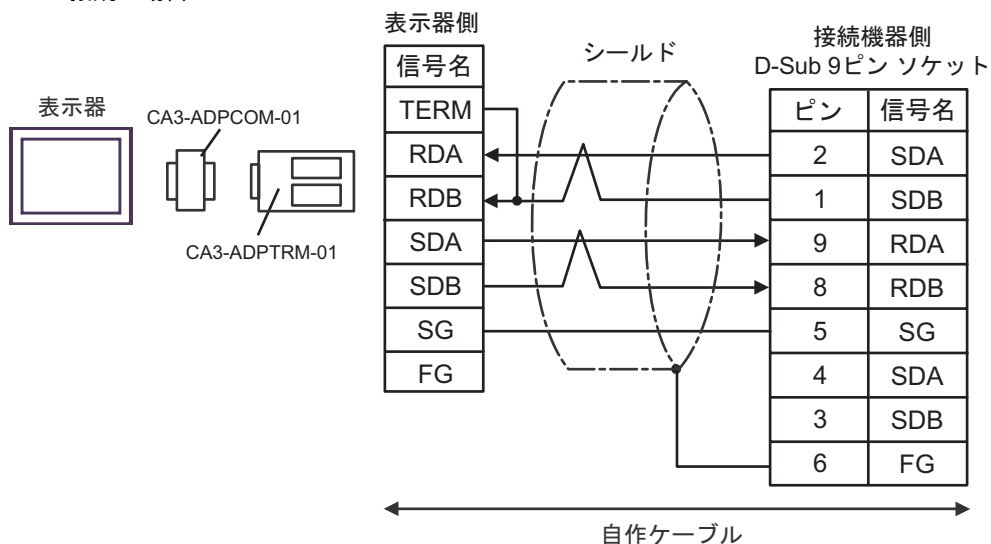 表示器側
シールド
接続機器側
D-Sub 9ピン ソケット
表示器
CA3-ADPCOM-01
CA3-ADPTRM-01
信号名
TERM
RDA
RDB
SDA
SDB
SG
FG
ピン 信号名
2 SDA
1 SDB
9 RDA
8 RDB
5 SG
4 SDA
3 SDB
6 FG
自作ケーブル